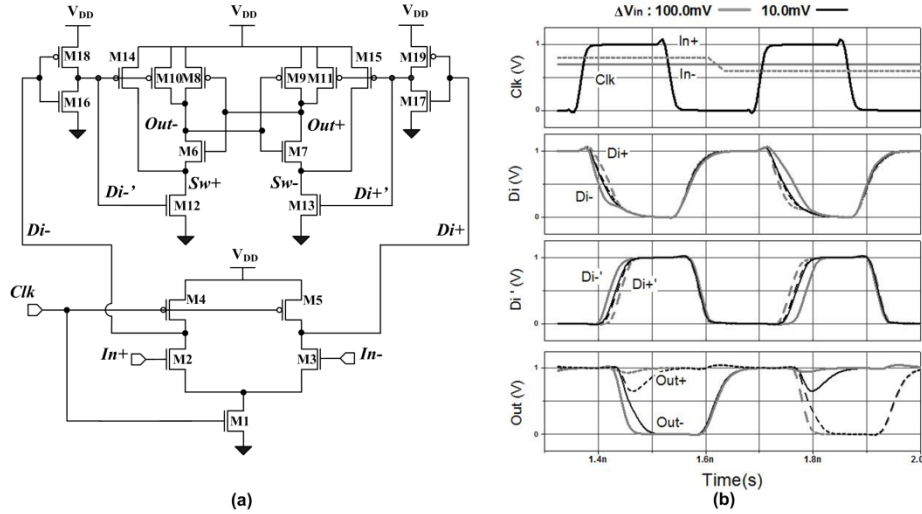 V_DD V_DD V_DD
M18 M14 M10 M8 M9 M11 M15 M19
M16 M17
Out- Out+
M6 M7
Sw+ Sw-
Di-’ Di+’
M12 M13
Di- Di+
V_DD
Clk M4 M5
In+ M2 M3 In-
M1
(a)
ΔVin : 100.0mV 10.0mV
Clk (V)
1
0
In+
Clk
In-
Di (V)
1
0
Di+
Di-
Di ' (V)
1
0
Di-'
Di+'
Out (V)
1
0
Out+
Out-
1.4n 1.6n 1.8n 2.0
Time(s)
(b)